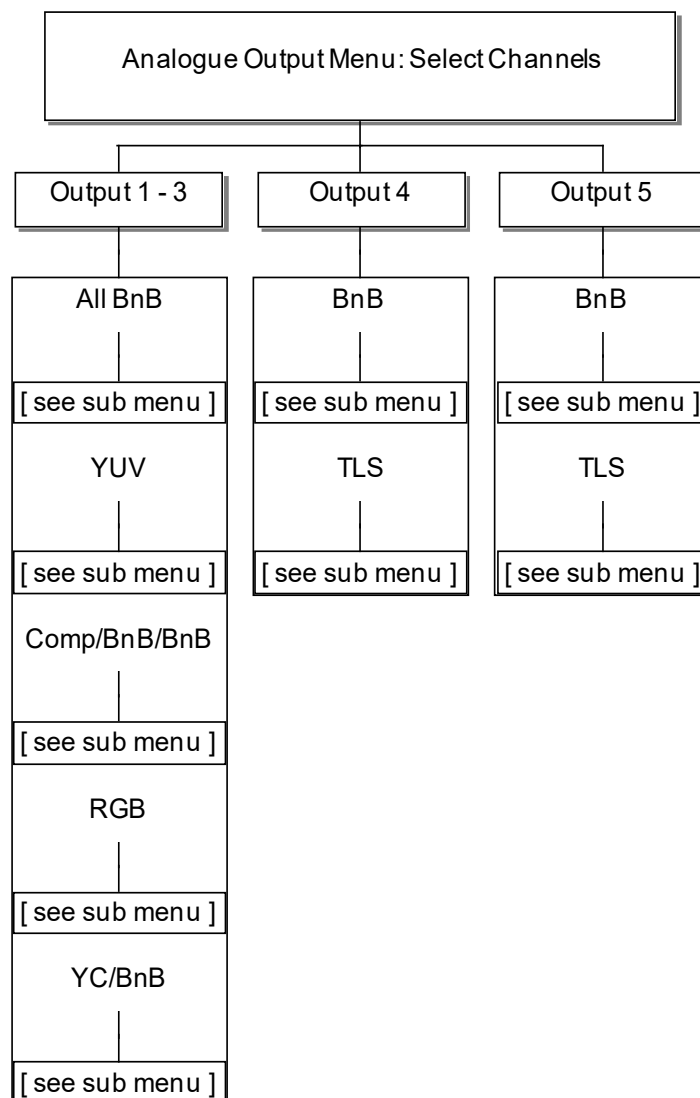 Analogue Output Menu: Select Channels
Output 1 - 3
All BnB
[ see sub menu ]
YUV
[ see sub menu ]
Comp/BnB/BnB
[ see sub menu ]
RGB
[ see sub menu ]
YC/BnB
[ see sub menu ]
Output 4
BnB
[ see sub menu ]
TLS
[ see sub menu ]
Output 5
BnB
[ see sub menu ]
TLS
[ see sub menu ]